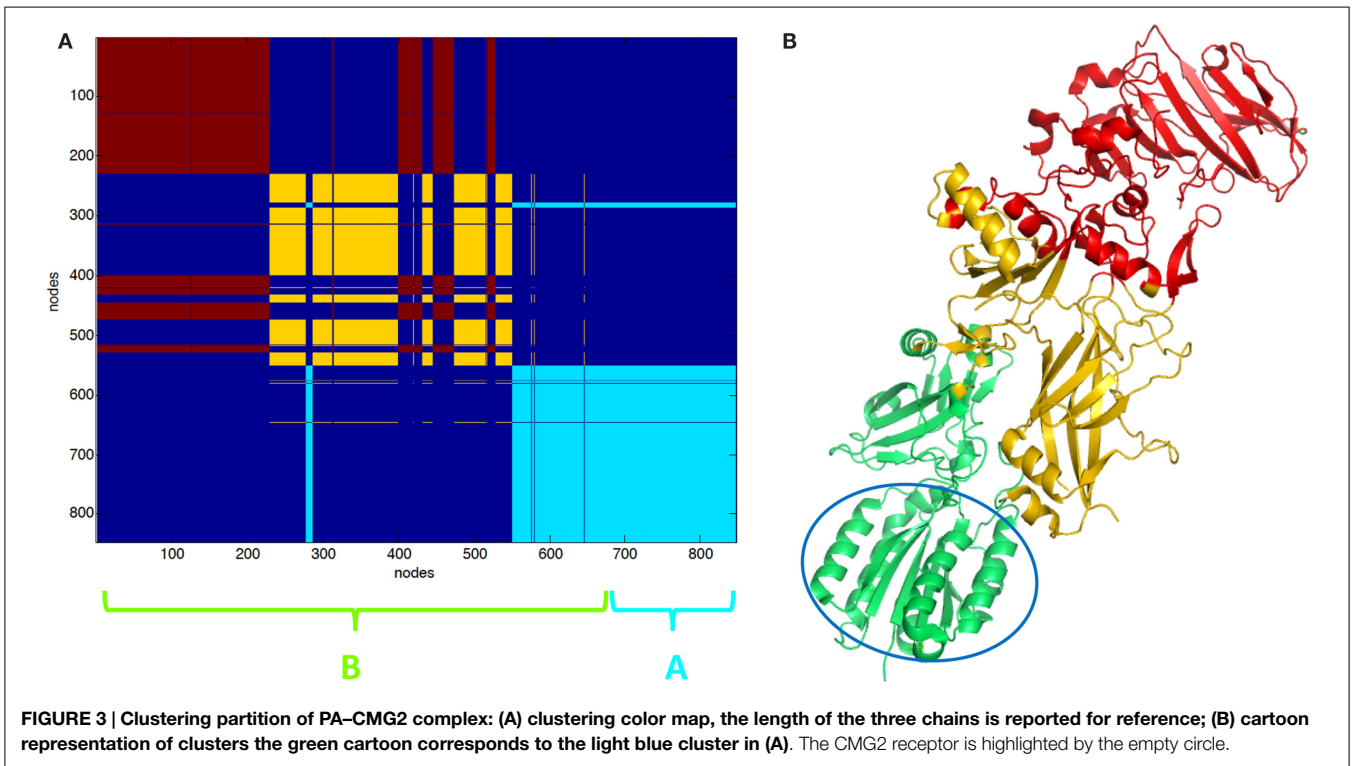 A
B
100
200
300
400
500
600
700
800
nodes
100 200 300 400 500 600 700 800
nodes
B
A
FIGURE 3 | Clustering partition of PA–CMG2 complex: (A) clustering color map, the length of the three chains is reported for reference; (B) cartoon
representation of clusters the green cartoon corresponds to the light blue cluster in (A). The CMG2 receptor is highlighted by the empty circle.